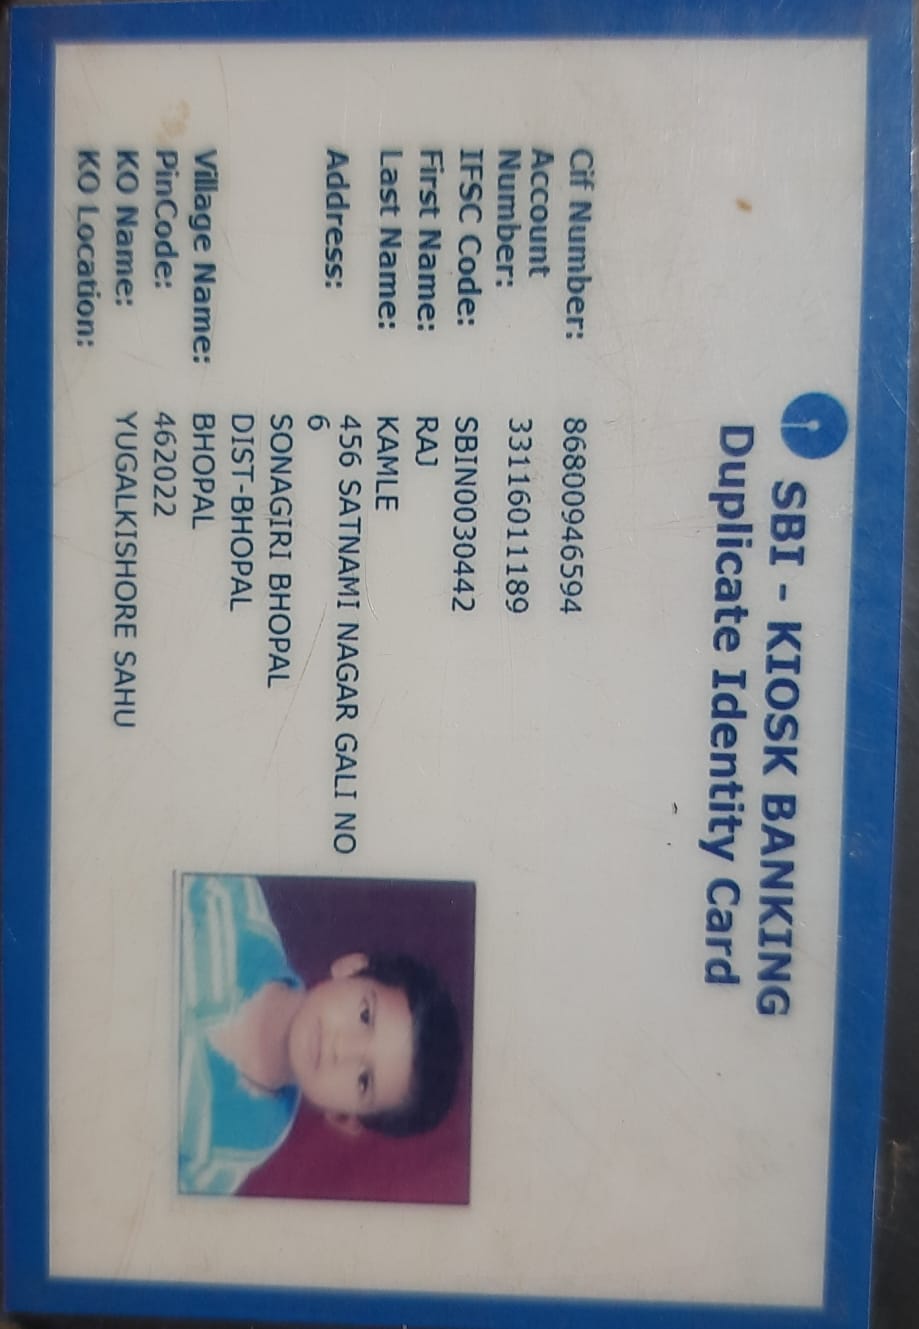 SBI - KIOSK BANKING
Duplicate Identity Card
Cif Number: 86800946594
Account
Number: 33116011189
IFSC Code: SBIN0030442
First Name: RAJ
Last Name: KAMLE
Address: 456 SATNAMI NAGAR GALI NO
6
SONAGIRI BHOPAL
DIST-BHOPAL
Village Name: BHOPAL
PinCode: 462022
KO Name: YUGALKISHORE SAHU
KO Location: